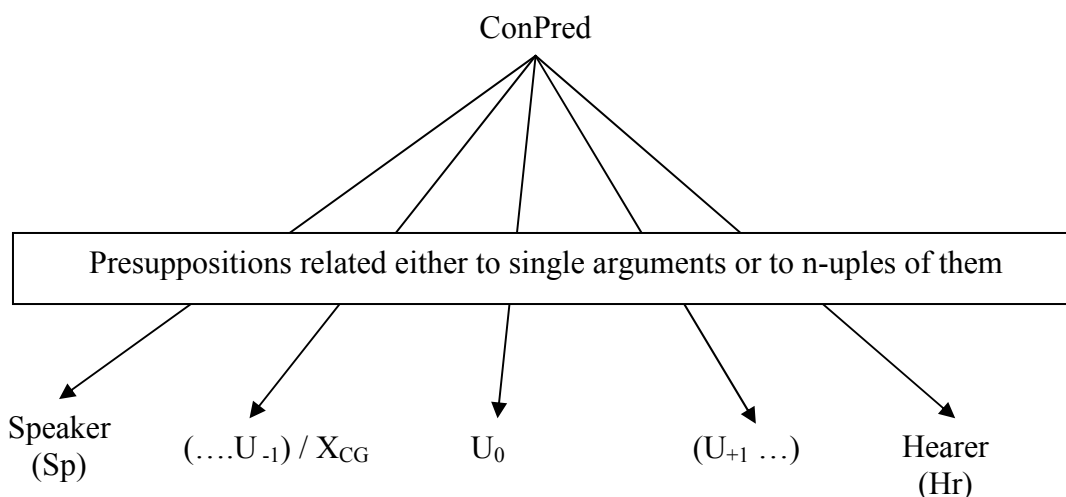 ConPred
Presuppositions related either to single arguments or to n-uples of them
Speaker
(Sp)
(....U -1) / XCG
U0
(U+1 ...)
Hearer
(Hr)